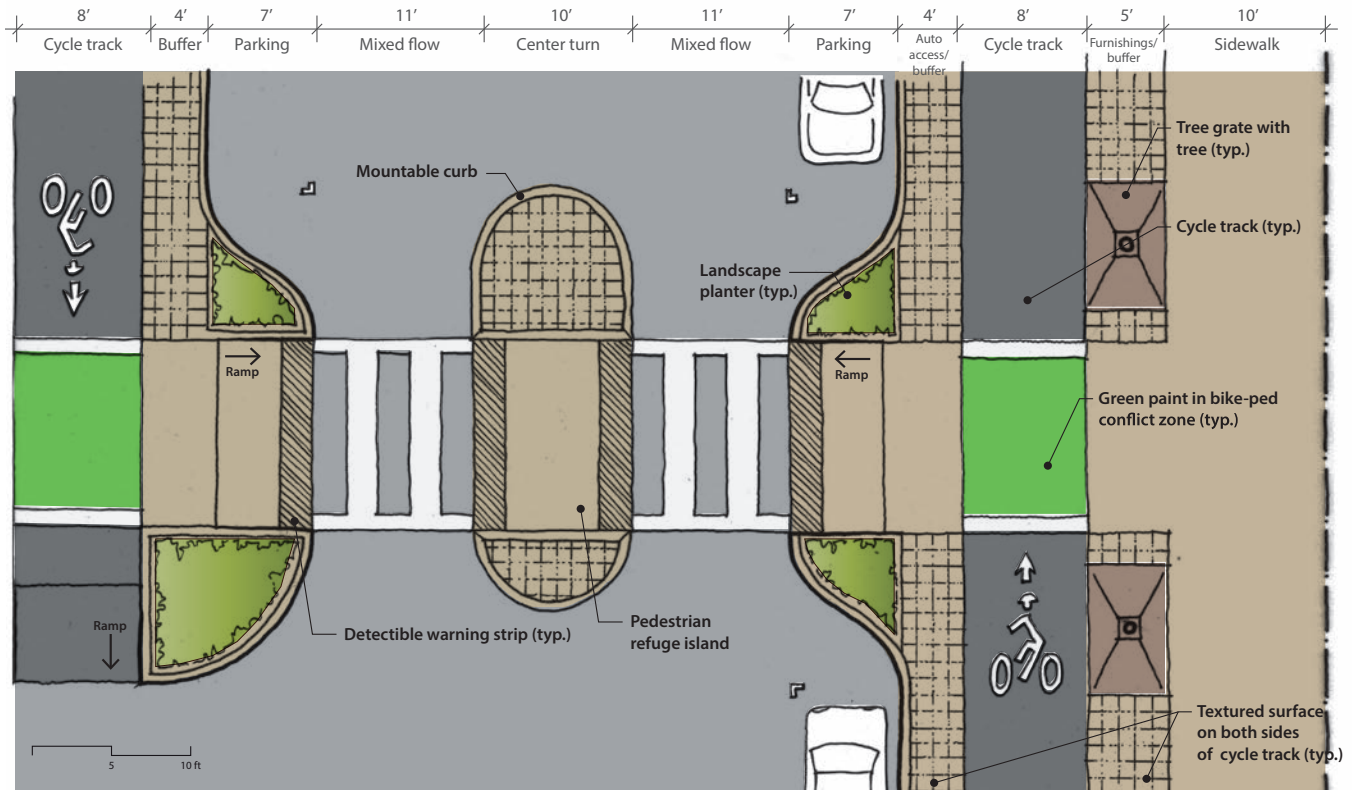 8’ 4’ 7’ 11’ 10’ 11’ 7’ 4’ 8’ 5’ 10’
Cycle track Buffer Parking Mixed flow Center turn Mixed flow Parking
Auto
access/
buffer
Cycle track
Furnishings/
buffer
Sidewalk
Tree grate with
tree (typ.)
Mountable curb
Cycle track (typ.)
Landscape
planter (typ.)
Ramp
Ramp
Green paint in bike-ped
conflict zone (typ.)
Ramp
Detectible warning strip (typ.)
Pedestrian
refuge island
Textured surface
on both sides
of cycle track (typ.)
5 10 ft